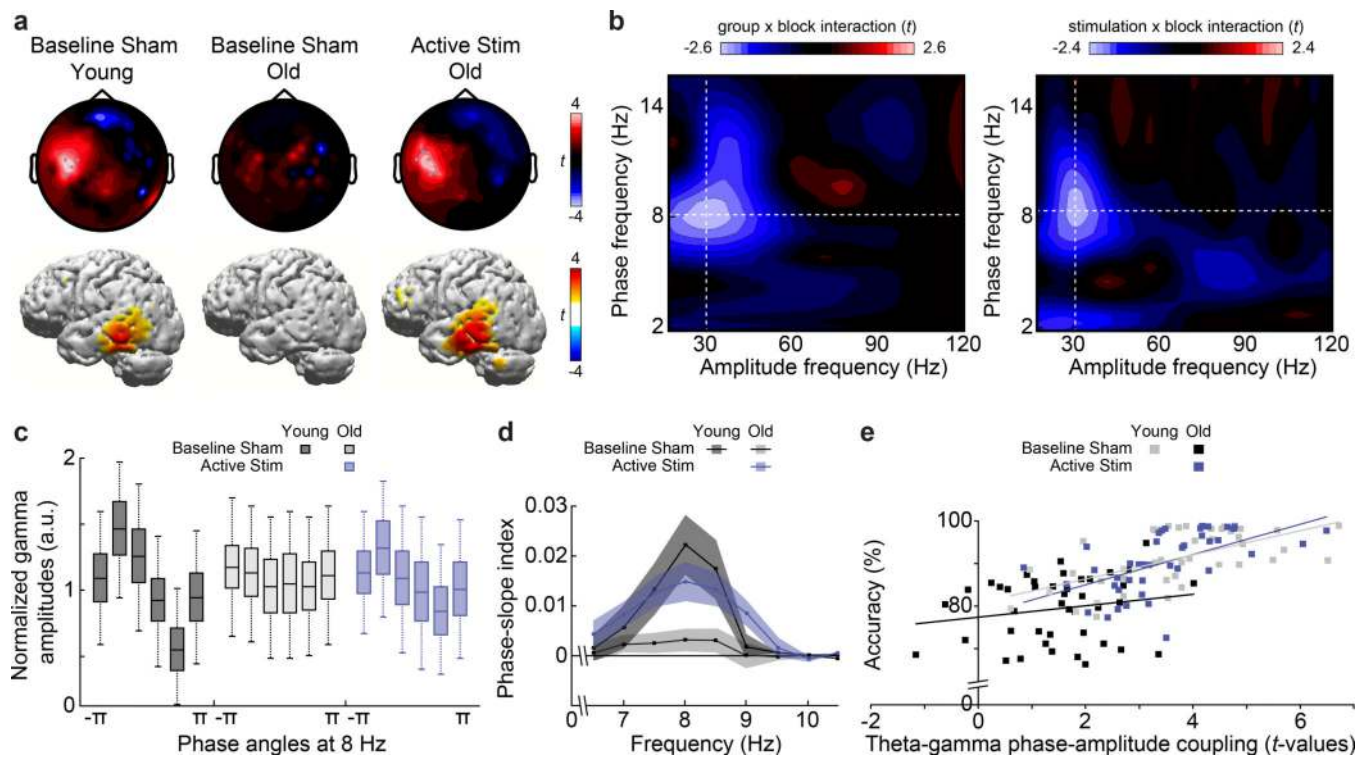 a
Baseline Sham Young
Baseline Sham Old
Active Stim Old
4
t
-4
4
t
-4
b
group x block interaction (t)
-2.6 2.6
Phase frequency (Hz)
14
8
2
30 60 90 120
Amplitude frequency (Hz)
stimulation x block interaction (t)
-2.4 2.4
Phase frequency (Hz)
14
8
2
30 60 90 120
Amplitude frequency (Hz)
c
Young Old
Baseline Sham
Active Stim
Normalized gamma
nmplitudes (a.u.)
2
1
0
-π π -π π -π π
Phase angles at 8 Hz
d
Young Old
Baseline Sham
Active Stim
Phase-slope index
0.03
0.02
0.01
0
0 7 8 9 10
Frequency (Hz)
e
Young Old
Baseline Sham
Active Stim
Accuracy (%)
100
80
0
-2 0 2 4 6
Theta-gamma phase-amplitude coupling (t-values)